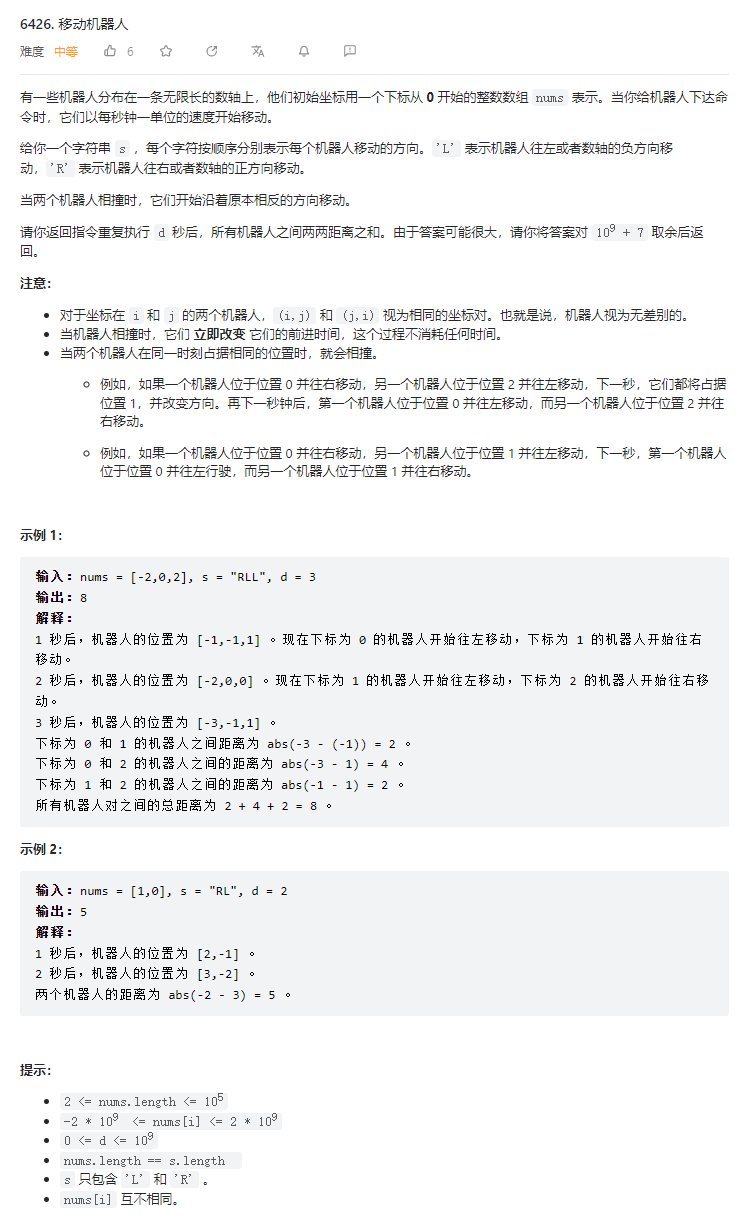 6426. 移动机器人
难度 中等 6
有一些机器人分布在一条无限长的数轴上，他们初始坐标用一个下标从 0 开始的整数数组 nums 表示。当你给机器人下达命
令时，它们以每秒钟一单位的速度开始移动。
给你一个字符串 s ，每个字符按顺序分别表示每个机器人移动的方向。'L' 表示机器人往左或者数轴的负方向移
动，'R' 表示机器人往右或者数轴的正方向移动。
当两个机器人相撞时，它们开始沿着原本相反的方向移动。
请你返回指令重复执行 d 秒后，所有机器人之间两两距离之和。由于答案可能很大，请你将答案对 10⁹ + 7 取余后返
回。
注意：
• 对于坐标在 i 和 j 的两个机器人，(i,j) 和 (j,i) 视为相同的坐标对。也就是说，机器人视为无差别的。
• 当机器人相撞时，它们 立即改变 它们的前进时间，这个过程不消耗任何时间。
• 当两个机器人在同一时刻占据相同的位置时，就会相撞。
◦ 例如，如果一个机器人位于位置 0 并往右移动，另一个机器人位于位置 2 并往左移动，下一秒，它们都将占据
位置 1，并改变方向。再下一秒钟后，第一个机器人位于位置 0 并往左移动，而另一个机器人位于位置 2 并往
右移动。
◦ 例如，如果一个机器人位于位置 0 并往右移动，另一个机器人位于位置 1 并往左移动，下一秒，第一个机器人
位于位置 0 并往左行驶，而另一个机器人位于位置 1 并往右移动。
示例 1：
输入：nums = [-2,0,2], s = "RLL", d = 3
输出：8
解释：
1 秒后，机器人的位置为 [-1,-1,1] 。现在下标为 0 的机器人开始往左移动，下标为 1 的机器人开始往右
移动。
2 秒后，机器人的位置为 [-2,0,0] 。现在下标为 1 的机器人开始往左移动，下标为 2 的机器人开始往右移
动。
3 秒后，机器人的位置为 [-3,-1,1] 。
下标为 0 和 1 的机器人之间距离为 abs(-3 - (-1)) = 2 。
下标为 0 和 2 的机器人之间的距离为 abs(-3 - 1) = 4 。
下标为 1 和 2 的机器人之间的距离为 abs(-1 - 1) = 2 。
所有机器人对之间的总距离为 2 + 4 + 2 = 8 。
示例 2：
输入：nums = [1,0], s = "RL", d = 2
输出：5
解释：
1 秒后，机器人的位置为 [2,-1] 。
2 秒后，机器人的位置为 [3,-2] 。
两个机器人的距离为 abs(-2 - 3) = 5 。
提示：
• 2 <= nums.length <= 10⁵
• -2 * 10⁹ <= nums[i] <= 2 * 10⁹
• 0 <= d <= 10⁹
• nums.length == s.length
• s 只包含 'L' 和 'R' 。
• nums[i] 互不相同。